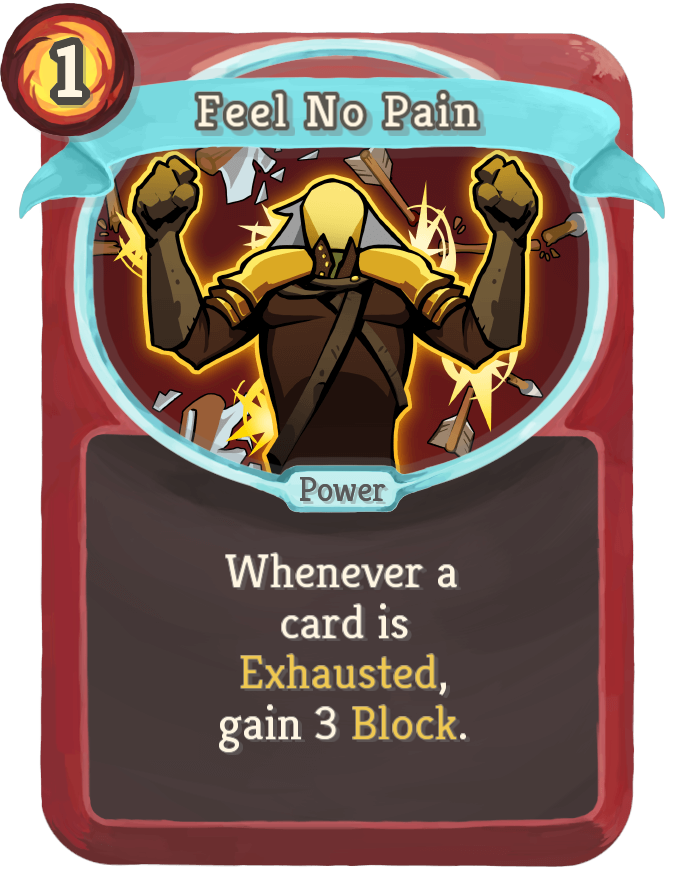 1
Feel No Pain
Power
Whenever a
card is
Exhausted,
gain 3 Block.